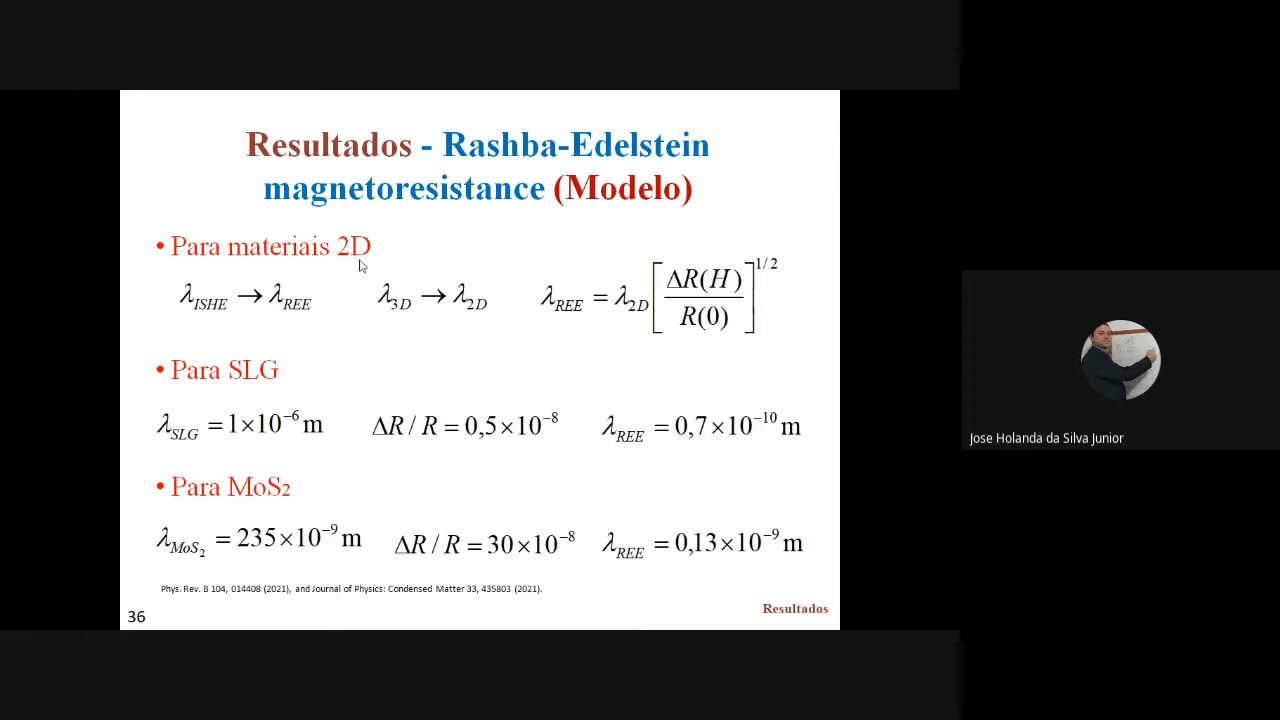 Resultados - Rashba-Edelstein
magnetoresistance (Modelo)
• Para materiais 2D
λ_ISHE → λ_REE   λ_3D → λ_2D   λ_REE = λ_2D [ΔR(H) / R(0)]^1/2
• Para SLG
λ_SLG = 1×10^−6 m   ΔR / R = 0,5×10^−8   λ_REE = 0,7×10^−10 m
• Para MoS₂
λ_MoS₂ = 235×10^−9 m   ΔR / R = 30×10^−8   λ_REE = 0,13×10^−9 m
Phys. Rev. B 104, 014408 (2021), and Journal of Physics: Condensed Matter 33, 435803 (2021).
36
Resultados
Jose Holanda da Silva Junior